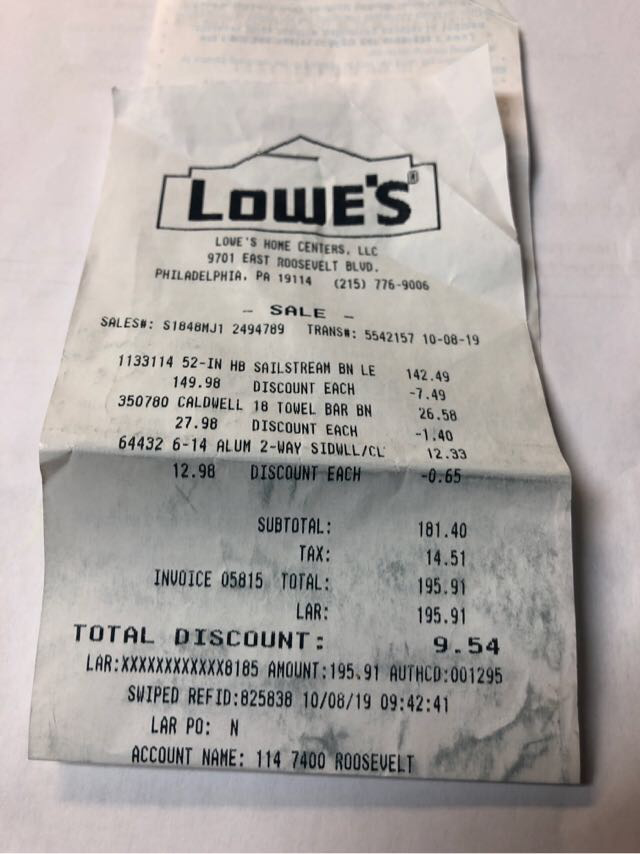 LOWE'S
LOWE'S HOME CENTERS, LLC
9701 EAST ROOSEVELT BLVD.
PHILADELPHIA, PA 19114 (215) 776-9006
- SALE -
SALES#: S1848MJ1 2494789 TRANS#: 5542157 10-08-19
1133114 52-IN HB SAILSTREAM BN LE 142.49
149.98 DISCOUNT EACH -7.49
350780 CALDWELL 18 TOWEL BAR BN 26.58
27.98 DISCOUNT EACH -1.40
64432 6-14 ALUM 2-WAY SIDWLL/CL 12.33
12.98 DISCOUNT EACH -0.65
SUBTOTAL: 181.40
TAX: 14.51
INVOICE 05815 TOTAL: 195.91
LAR: 195.91
TOTAL DISCOUNT: 9.54
LAR:XXXXXXXXXXXX8185 AMOUNT:195.91 AUTHCD:001295
SWIPED REFID:825838 10/08/19 09:42:41
LAR PO: N
ACCOUNT NAME: 114 7400 ROOSEVELT